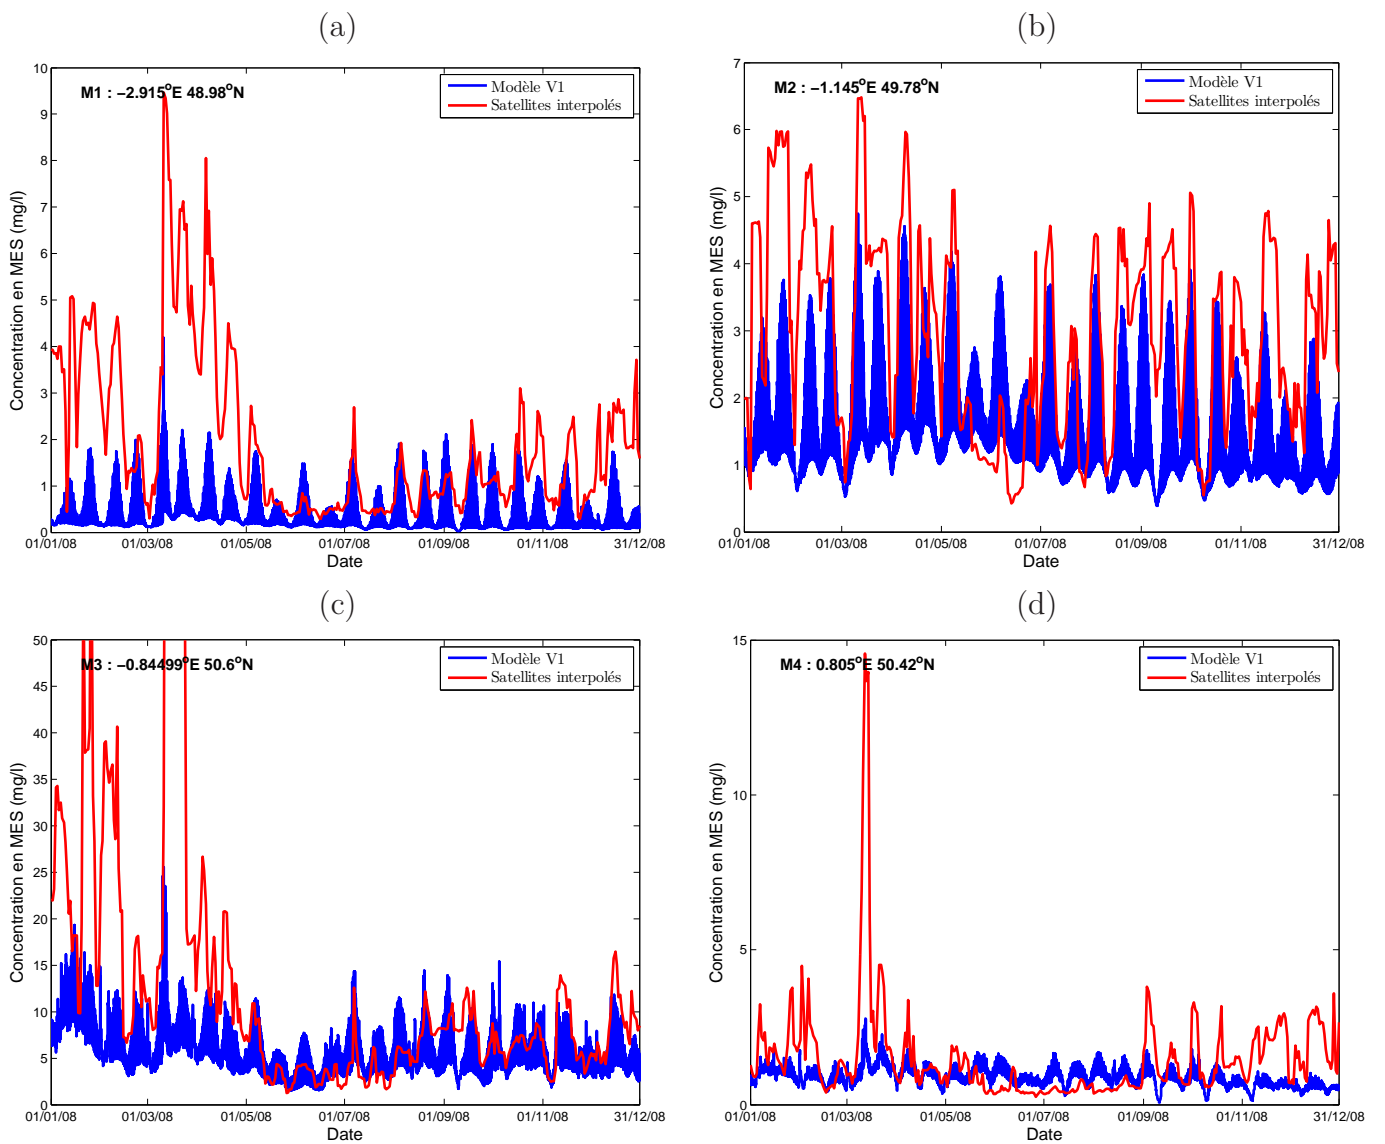 (a)
M1 : −2.915°E 48.98°N
Modèle V1
Satellites interpolés
Concentration en MES (mg/l)
10
9
8
7
6
5
4
3
2
1
0
01/01/08 01/03/08 01/05/08 01/07/08 01/09/08 01/11/08 31/12/08
Date
(b)
M2 : −1.145°E 49.78°N
Modèle V1
Satellites interpolés
Concentration en MES (mg/l)
7
6
5
4
3
2
1
0
01/01/08 01/03/08 01/05/08 01/07/08 01/09/08 01/11/08 31/12/08
Date
(c)
M3 : −0.84499°E 50.6°N
Modèle V1
Satellites interpolés
Concentration en MES (mg/l)
50
45
40
35
30
25
20
15
10
5
0
01/01/08 01/03/08 01/05/08 01/07/08 01/09/08 01/11/08 31/12/08
Date
(d)
M4 : 0.805°E 50.42°N
Modèle V1
Satellites interpolés
Concentration en MES (mg/l)
15
10
5
0
01/01/08 01/03/08 01/05/08 01/07/08 01/09/08 01/11/08 31/12/08
Date